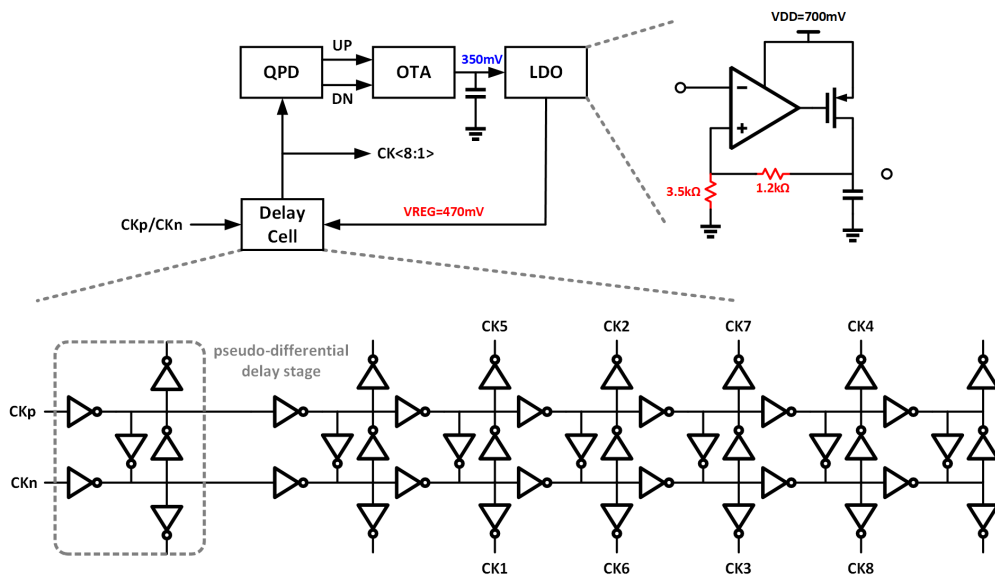 VDD=700mV
UP
QPD
OTA
350mV
LDO
DN
−
+
CK<8:1>
3.5kΩ
1.2kΩ
CKp/CKn
Delay
Cell
VREG=470mV
CK5
CK2
CK7
CK4
pseudo-differential
delay stage
CKp
CKn
CK1
CK6
CK3
CK8